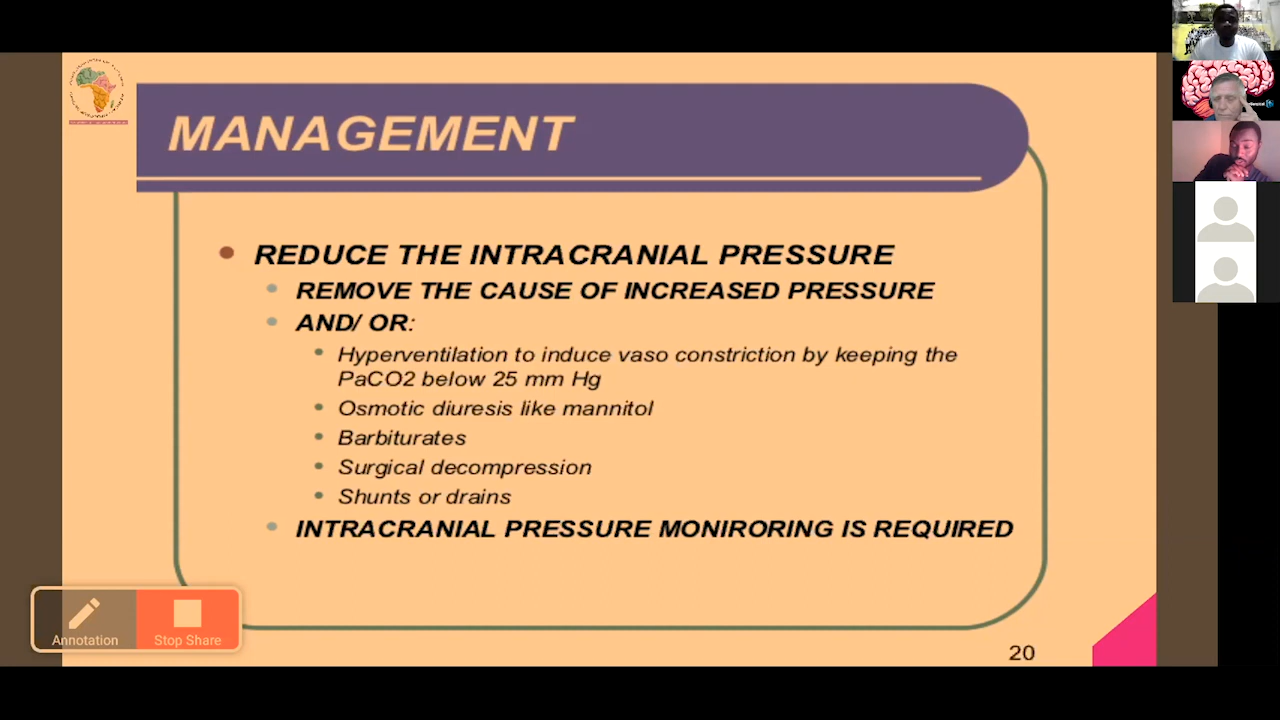 MANAGEMENT
REDUCE THE INTRACRANIAL PRESSURE
REMOVE THE CAUSE OF INCREASED PRESSURE
AND/ OR:
Hyperventilation to induce vaso constriction by keeping the
PaCO2 below 25 mm Hg
Osmotic diuresis like mannitol
Barbiturates
Surgical decompression
Shunts or drains
INTRACRANIAL PRESSURE MONIRORING IS REQUIRED
Annotation
Stop Share
20